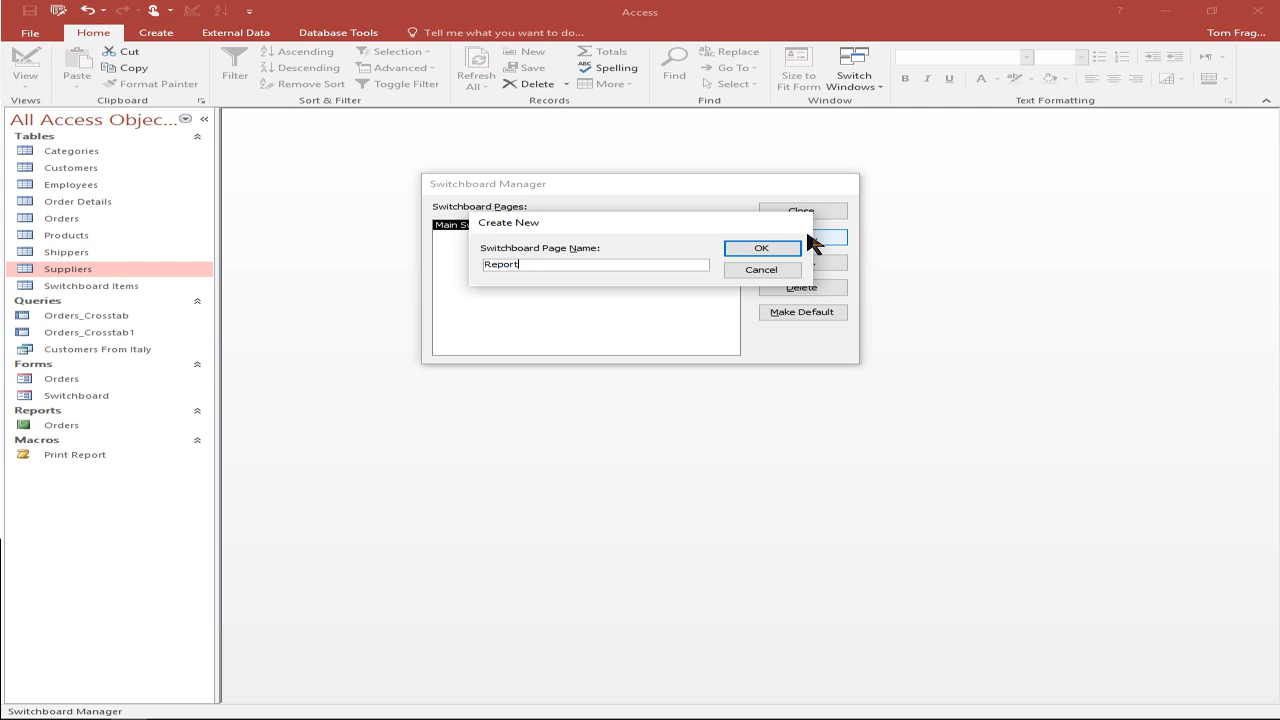 Access
?
File
Home
Create
External Data
Database Tools
Tell me what you want to do...
Tom Frag...
View
Views
Paste
Cut
Copy
Format Painter
Clipboard
Filter
Ascending
Descending
Remove Sort
Selection
Advanced
Toggle Filter
Sort & Filter
Refresh
All
New
Save
Delete
Totals
Spelling
More
Records
Find
Replace
Go To
Select
Find
Size to
Fit Form
Switch
Windows
Window
B I U
A
Text Formatting
All Access Objec...
Tables
Categories
Customers
Employees
Order Details
Orders
Products
Shippers
Suppliers
Switchboard Items
Queries
Orders_Crosstab
Orders_Crosstab1
Customers From Italy
Forms
Orders
Switchboard
Reports
Orders
Macros
Print Report
Switchboard Manager
Switchboard Pages:
Main Sw
Close
Delete
Make Default
Create New
Switchboard Page Name:
Report
OK
Cancel
Switchboard Manager